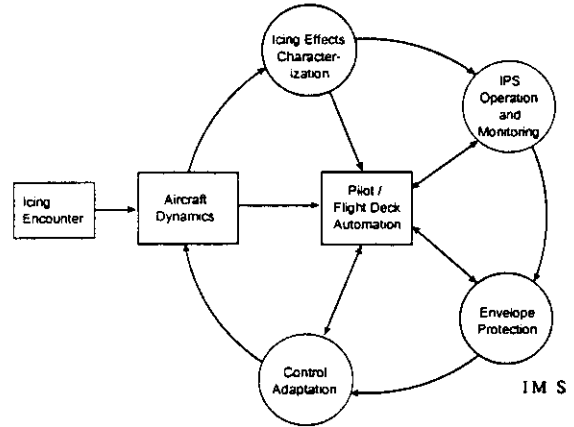 Icing Effects
Character-
ization
IPS
Operation
and
Monitoring
Icing
Encounter
Aircraft
Dynamics
Pilot /
Flight Deck
Automation
Envelope
Protection
Control
Adaptation
IM S